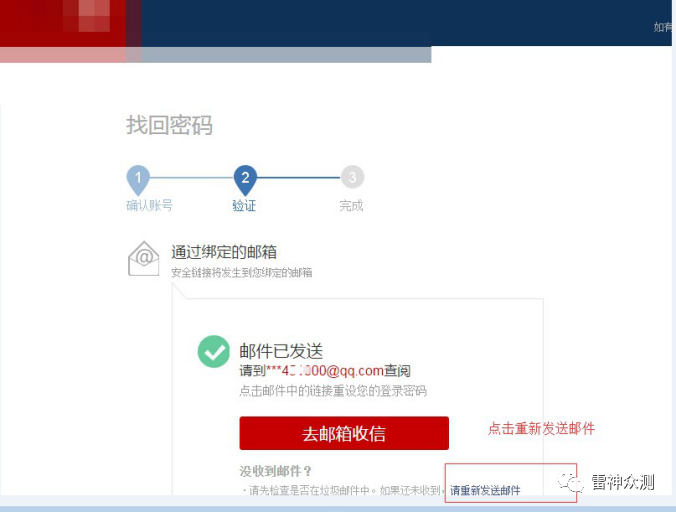 如有
找回密码
1 2 3
确认账号 验证 完成
通过绑定的邮箱
安全链接将发生到您绑定的邮箱
邮件已发送
请到***45*000@qq.com查阅
点击邮件中的链接重设您的登录密码
去邮箱收信
点击重新发送邮件
没收到邮件？
·请先检查是否在垃圾邮件中。如果还未收到，请重新发送邮件
雷神众测